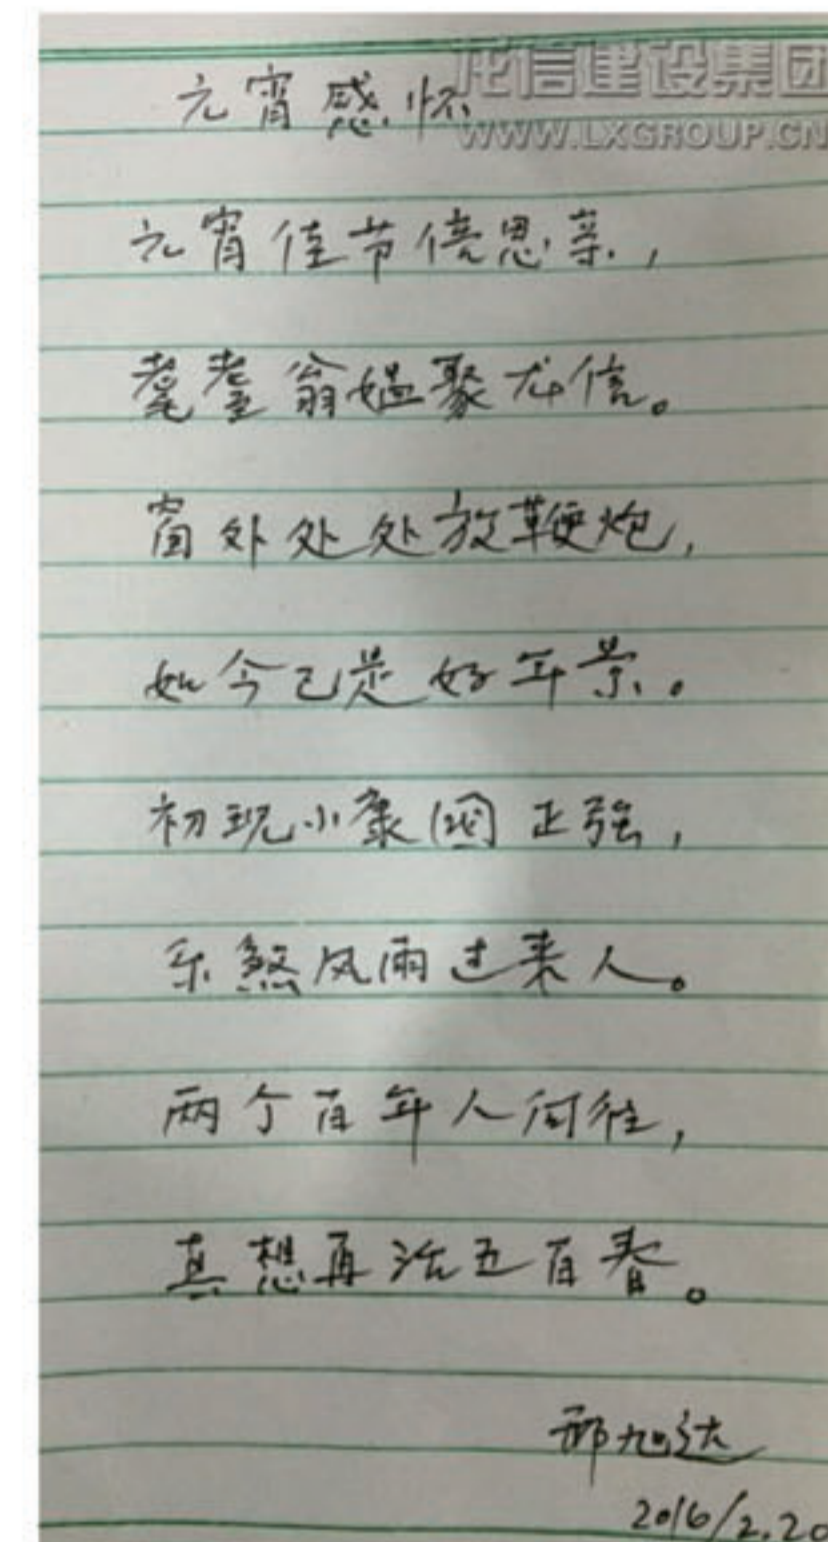 元宵感怀
龙信建设集团
WWW.LXGROUP.CN
元宵佳节倍思亲，
耄耋翁媪聚龙信。
窗外处处放鞭炮，
如今已是好年景。
初现小康国正强，
乐煞风雨过来人。
两个百年人向往，
真想再活五百春。
邢旭达
2016/2.20